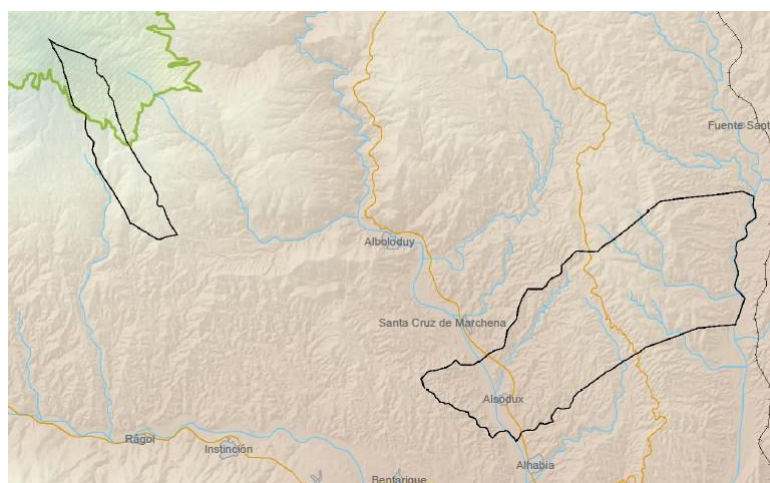 Fuente Sant
Alboloduy
Santa Cruz de Marchena
Alsodux
Rágol
Instinción
Alhabia
Bentarique